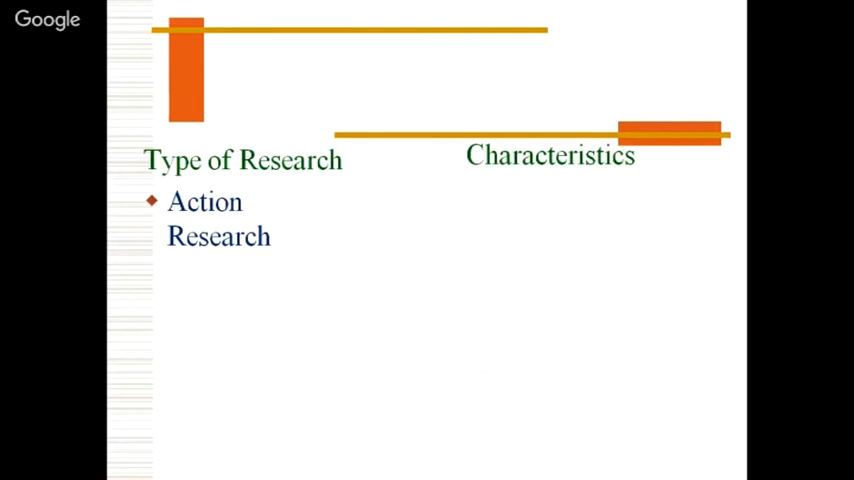 Google
Type of Research
Characteristics
Action
Research